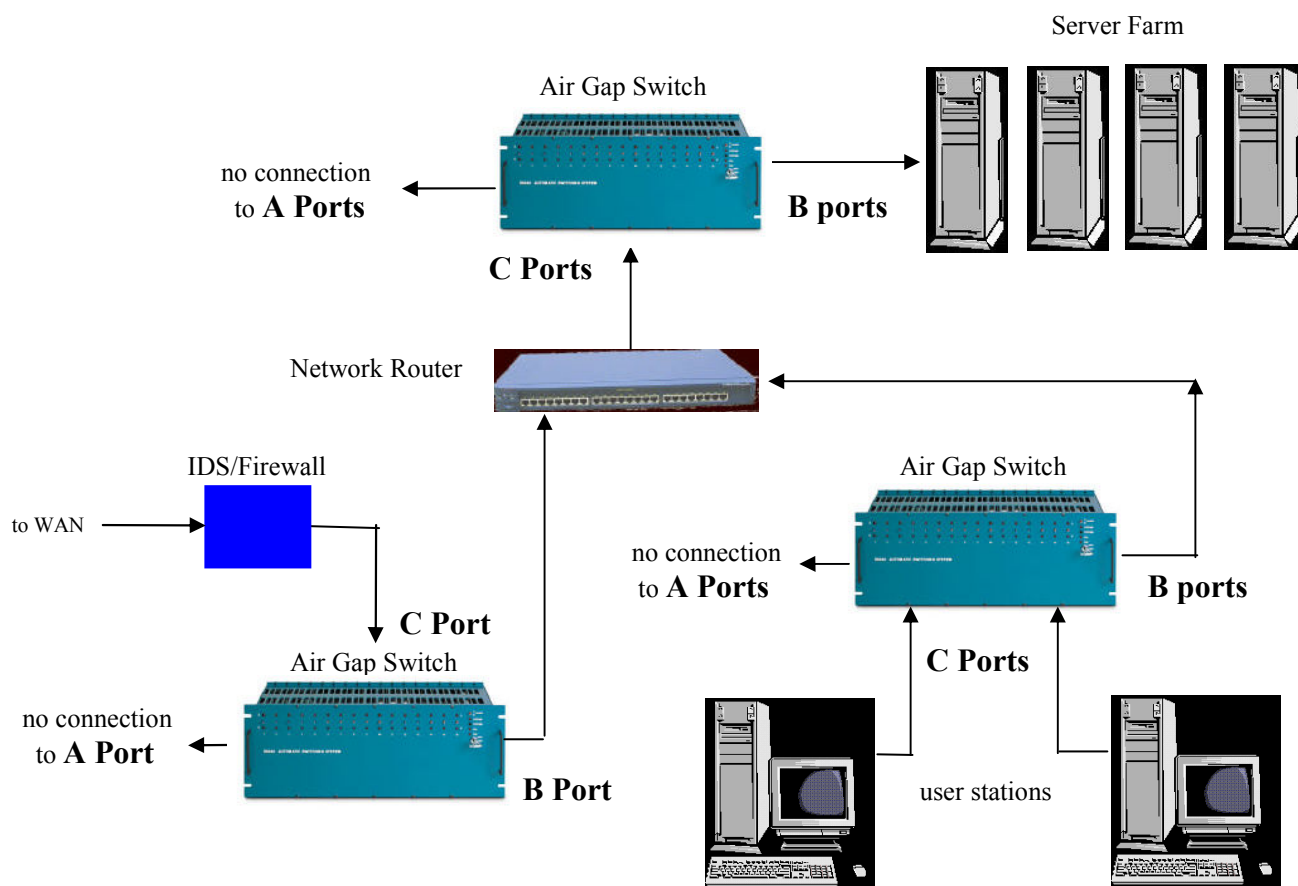 Server Farm
Air Gap Switch
no connection
to A Ports
B ports
C Ports
Network Router
IDS/Firewall
to WAN
Air Gap Switch
no connection
to A Ports
B ports
C Port
Air Gap Switch
C Ports
no connection
to A Port
B Port
user stations